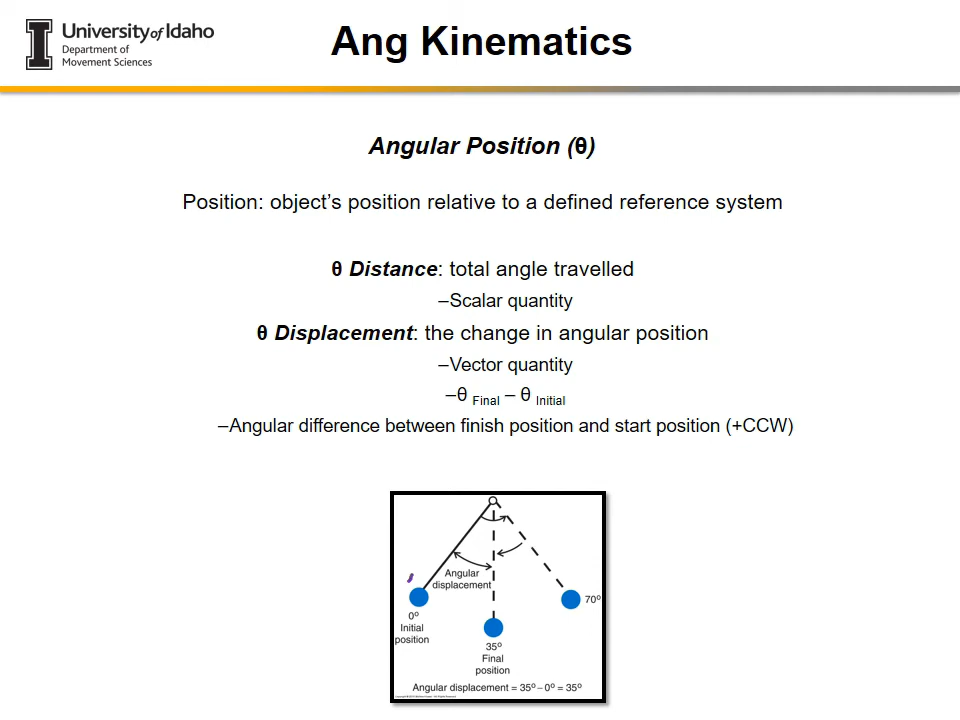 University of Idaho
Department of
Movement Sciences
Ang Kinematics
Angular Position (θ)
Position: object’s position relative to a defined reference system
θ Distance: total angle travelled
–Scalar quantity
θ Displacement: the change in angular position
–Vector quantity
–θ Final – θ Initial
–Angular difference between finish position and start position (+CCW)
Angular
displacement
0º
Initial
position
35º
Final
position
70º
Angular displacement = 35º – 0º = 35º